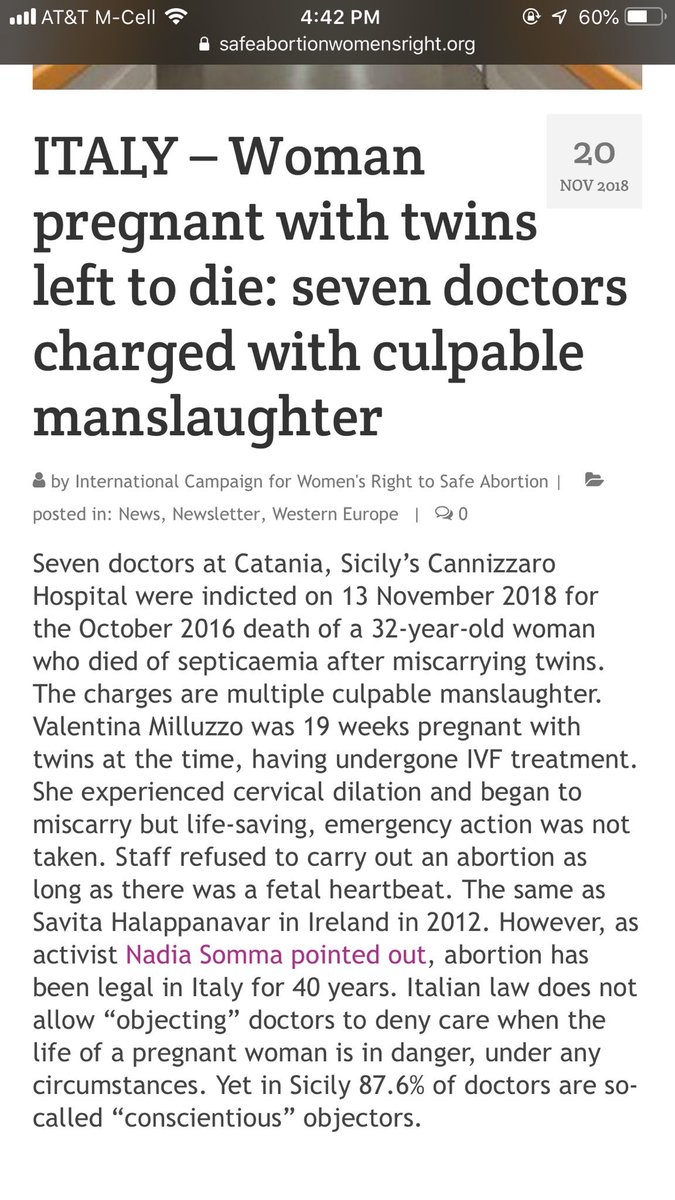 AT&T M-Cell 4:42 PM 60%
safeabortionwomensright.org
ITALY – Woman
pregnant with twins
left to die: seven doctors
charged with culpable
manslaughter
20
NOV 2018
by International Campaign for Women's Right to Safe Abortion |
posted in: News, Newsletter, Western Europe | 0
Seven doctors at Catania, Sicily’s Cannizzaro
Hospital were indicted on 13 November 2018 for
the October 2016 death of a 32-year-old woman
who died of septicaemia after miscarrying twins.
The charges are multiple culpable manslaughter.
Valentina Milluzzo was 19 weeks pregnant with
twins at the time, having undergone IVF treatment.
She experienced cervical dilation and began to
miscarry but life-saving, emergency action was not
taken. Staff refused to carry out an abortion as
long as there was a fetal heartbeat. The same as
Savita Halappanavar in Ireland in 2012. However, as
activist Nadia Somma pointed out, abortion has
been legal in Italy for 40 years. Italian law does not
allow “objecting” doctors to deny care when the
life of a pregnant woman is in danger, under any
circumstances. Yet in Sicily 87.6% of doctors are so-
called “conscientious” objectors.